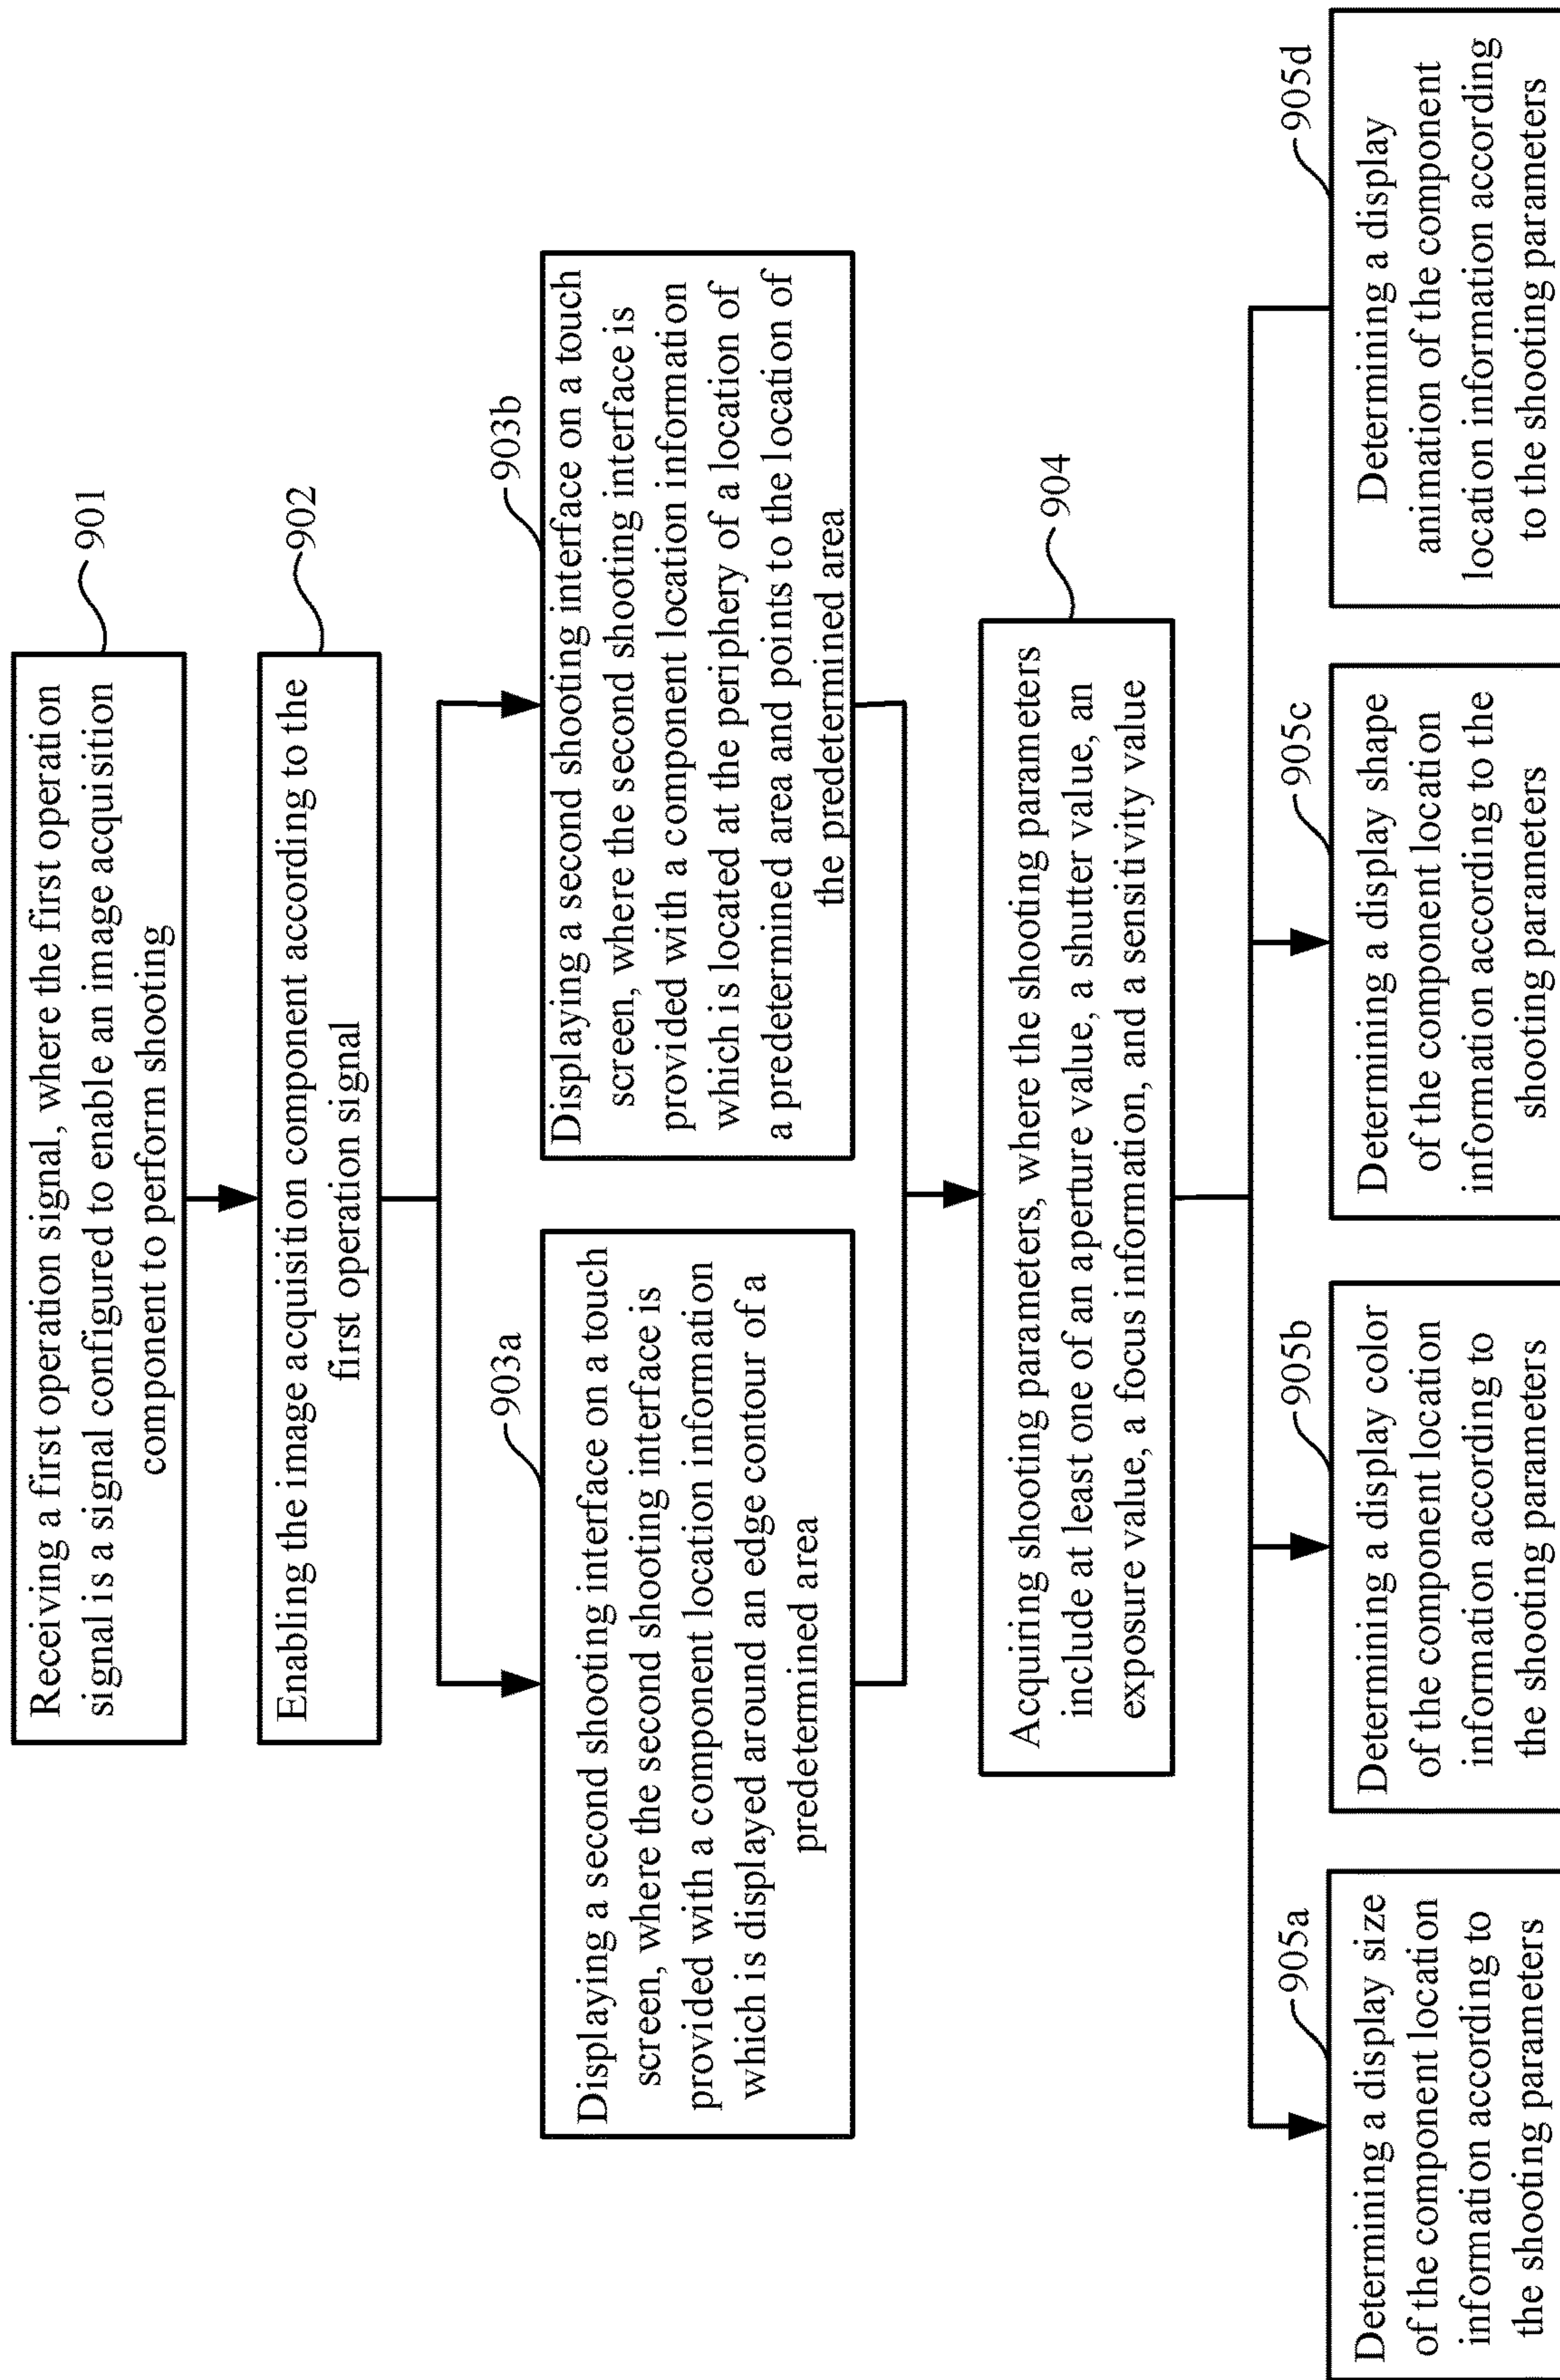 Receiving a first operation signal, where the first operation
signal is a signal configured to enable an image acquisition
component to perform shooting
901
Enabling the image acquisition component according to the
first operation signal
902
903a
Displaying a second shooting interface on a touch
screen, where the second shooting interface is
provided with a component location information
which is displayed around an edge contour of a
predetermined area
903b
Displaying a second shooting interface on a touch
screen, where the second shooting interface is
provided with a component location information
which is located at the periphery of a location of
a predetermined area and points to the location of
the predetermined area
904
Acquiring shooting parameters, where the shooting parameters
include at least one of an aperture value, a shutter value, an
exposure value, a focus information, and a sensitivity value
905a
Determining a display size
of the component location
information according to
the shooting parameters
905b
Determining a display color
of the component location
information according to
the shooting parameters
905c
Determining a display shape
of the component location
information according to the
shooting parameters
905d
Determining a display
animation of the component
location information according
to the shooting parameters